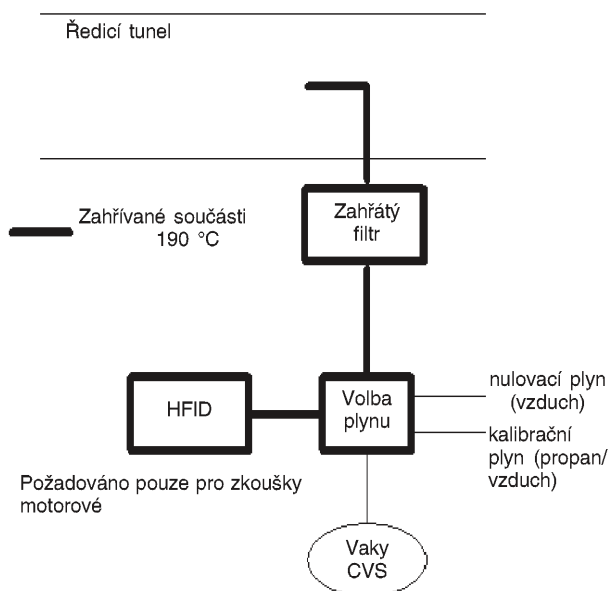 Ředicí tunel
Zahřívané součásti
190 °C
Zahřátý
filtr
HFID
Volba
plynu
nulovací plyn
(vzduch)
kalibrační
plyn (propan/
vzduch)
Požadováno pouze pro zkoušky
motorové
Vaky
CVS